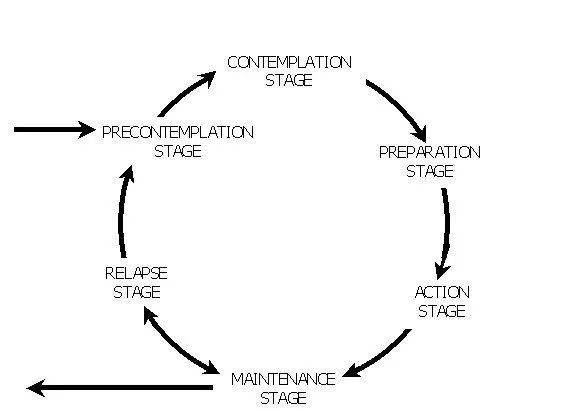 CONTEMPLATION
STAGE
PRECONTEMPLATION
STAGE
PREPARATION
STAGE
RELAPSE
STAGE
ACTION
STAGE
MAINTENANCE
STAGE